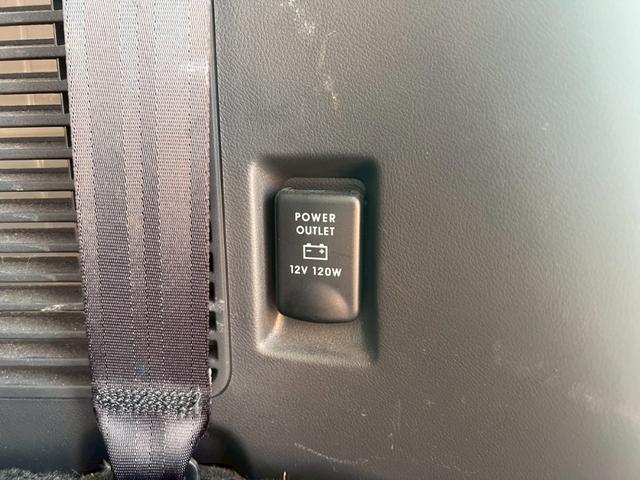 POWER
OUTLET
- +
12V 120W